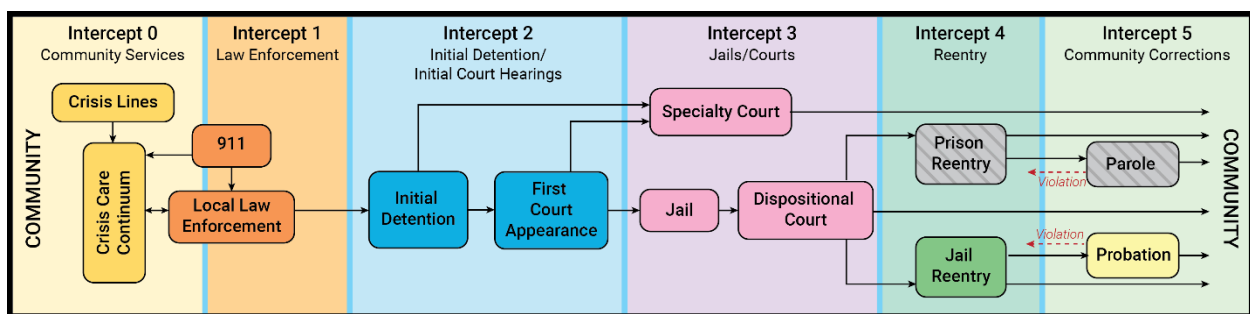 Intercept 0
Community Services
Intercept 1
Law Enforcement
Intercept 2
Initial Detention/
Initial Court Hearings
Intercept 3
Jails/Courts
Intercept 4
Reentry
Intercept 5
Community Corrections
COMMUNITY
Crisis Lines
Crisis Care
Continuum
911
Local Law
Enforcement
Initial
Detention
First
Court
Appearance
Specialty Court
Jail
Dispositional
Court
Prison
Reentry
Violation
Parole
Jail
Reentry
Violation
Probation
COMMUNITY